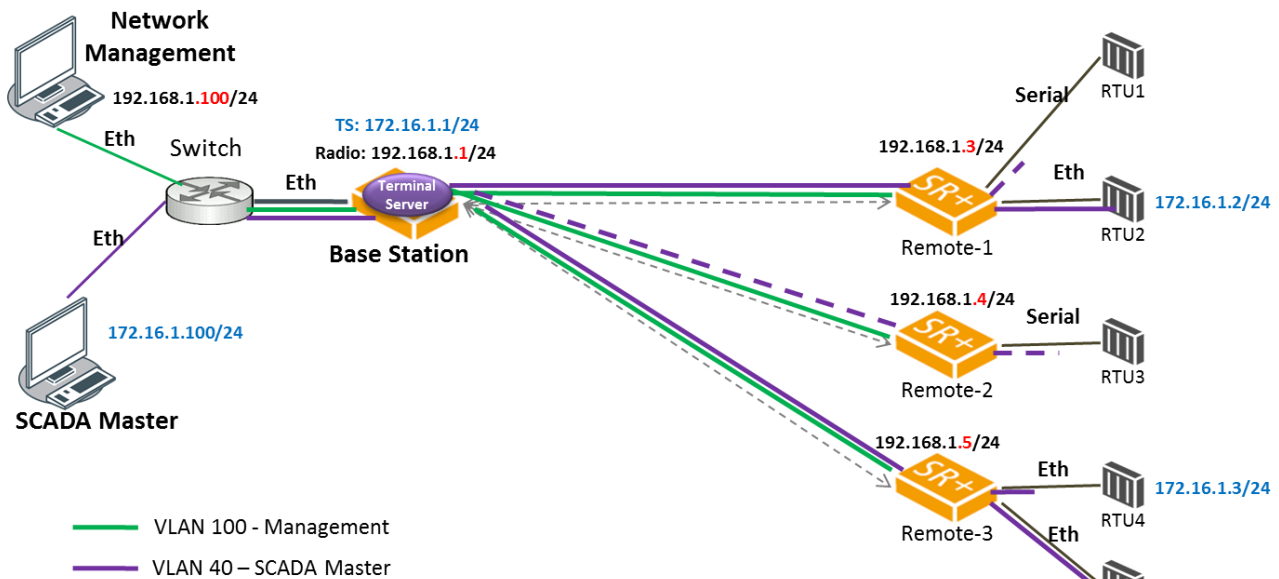 Network
Management
192.168.1.100/24
Eth
Switch
Eth
SCADA Master
172.16.1.100/24
TS: 172.16.1.1/24
Radio: 192.168.1.1/24
Eth
Terminal
Server
Base Station
192.168.1.3/24
SR+
Remote-1
Serial
RTU1
Eth
RTU2
172.16.1.2/24
192.168.1.4/24
SR+
Remote-2
Serial
RTU3
192.168.1.5/24
SR+
Remote-3
Eth
RTU4
172.16.1.3/24
Eth
VLAN 100 - Management
VLAN 40 – SCADA Master